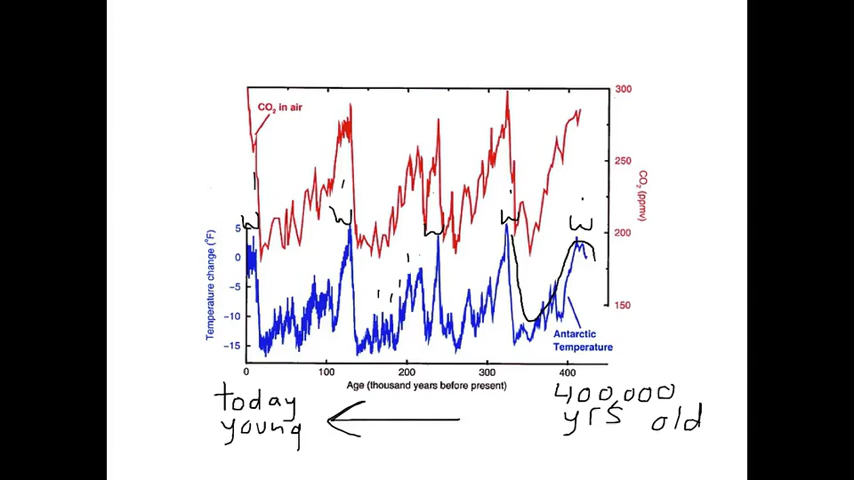 CO2 in air
300
250
200
150
CO2 (ppmv)
5
0
−5
−10
−15
Temperature change (°F)
W
W
W
W
W
Antarctic
Temperature
0 100 200 300 400
Age (thousand years before present)
today
young
400,000
yrs old